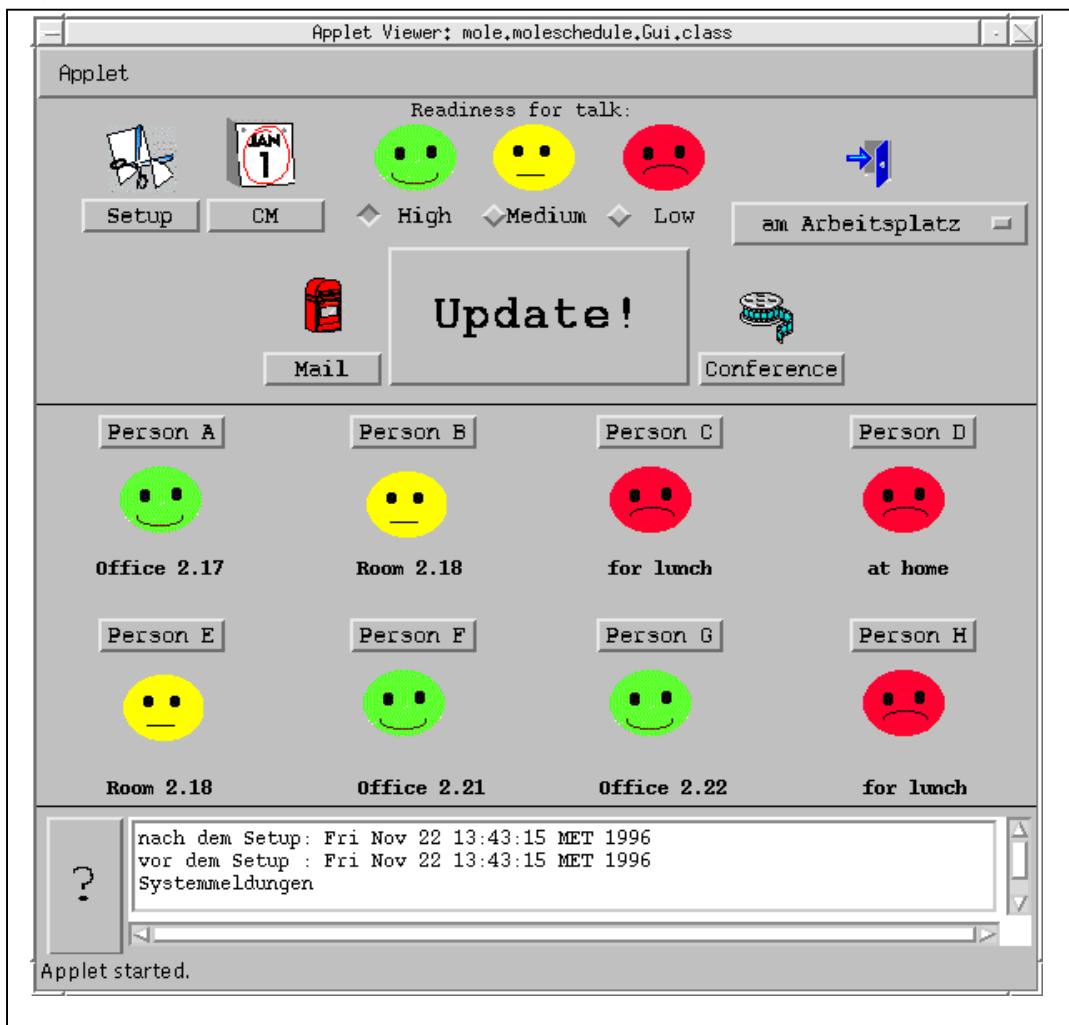 Applet Viewer: mole.moleschedule.Gui.class
Applet
Readiness for talk:
JAN
1
Setup CM High Medium Low am Arbeitsplatz
Update!
Mail Conference
Person A Person B Person C Person D
Office 2.17 Room 2.18 for lunch at home
Person E Person F Person G Person H
Room 2.18 Office 2.21 Office 2.22 for lunch
?
nach dem Setup: Fri Nov 22 13:43:15 MET 1996
vor dem Setup : Fri Nov 22 13:43:15 MET 1996
Systemmeldungen
Applet started.